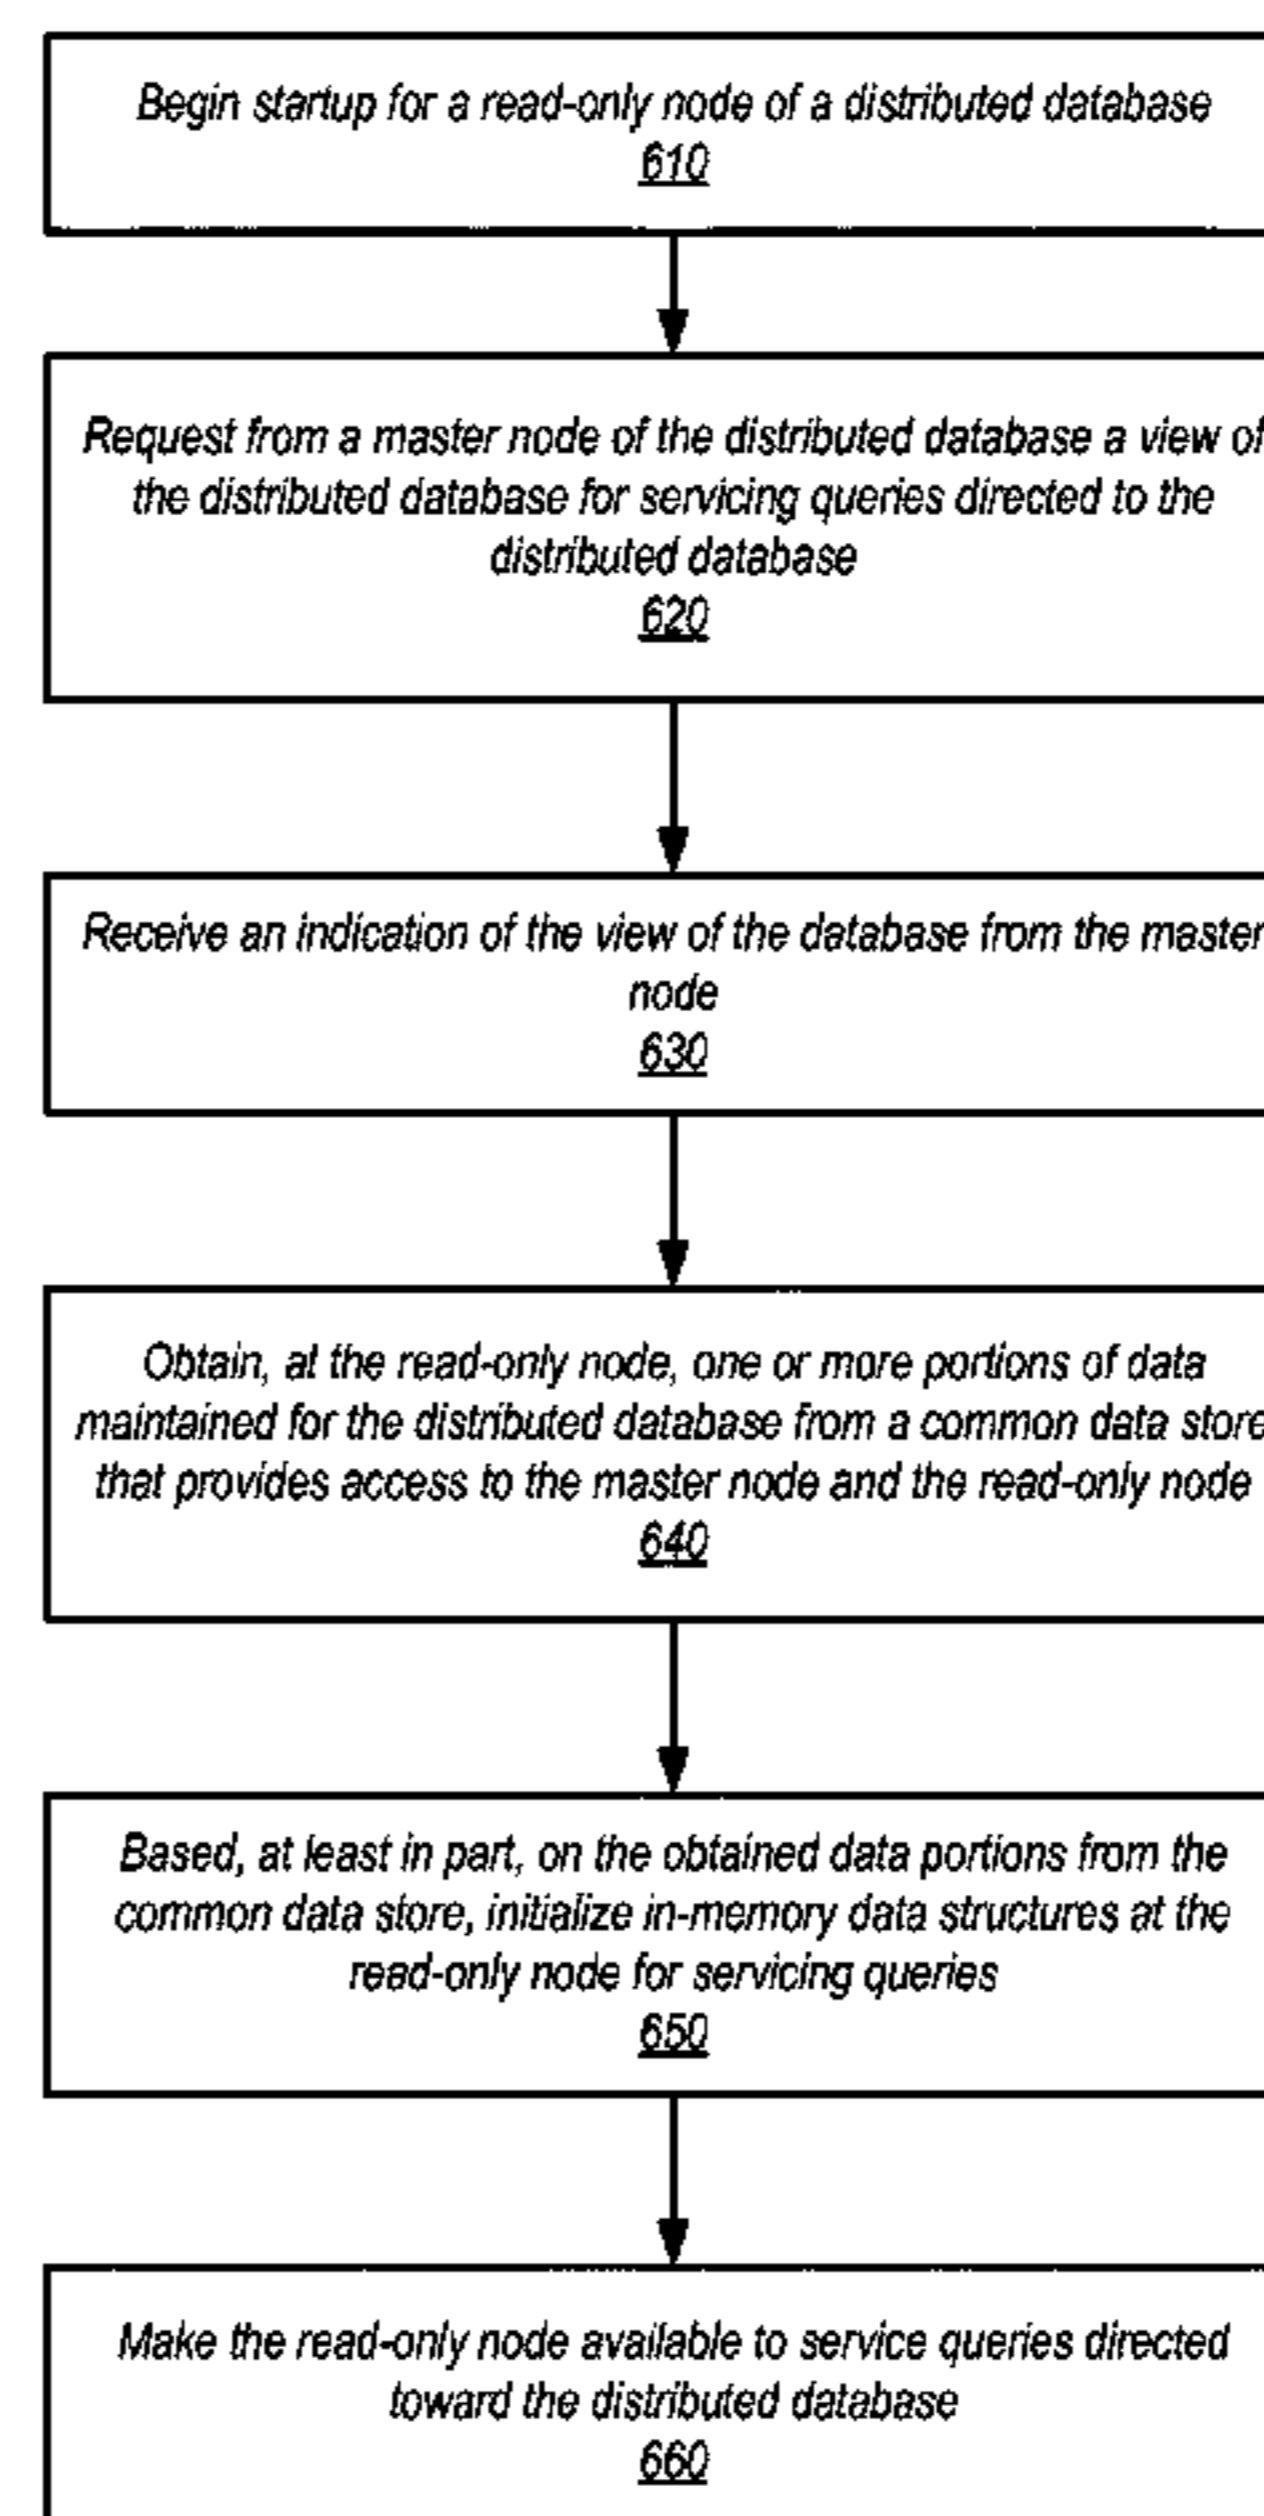 Begin startup for a read-only node of a distributed database
610
Request from a master node of the distributed database a view of
the distributed database for servicing queries directed to the
distributed database
620
Receive an indication of the view of the database from the master
node
630
Obtain, at the read-only node, one or more portions of data
maintained for the distributed database from a common data store
that provides access to the master node and the read-only node
640
Based, at least in part, on the obtained data portions from the
common data store, initialize in-memory data structures at the
read-only node for servicing queries
650
Make the read-only node available to service queries directed
toward the distributed database
660